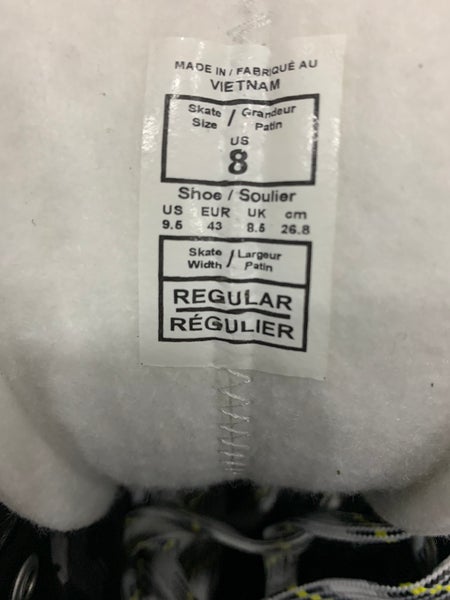 MADE IN / FABRIQUÉ AU
VIETNAM
Skate Size / Grandeur Patin
US
8
Shoe / Soulier
US EUR UK cm
9.5 43 8.5 26.8
Skate Width / Largeur Patin
REGULAR
RÉGULIER